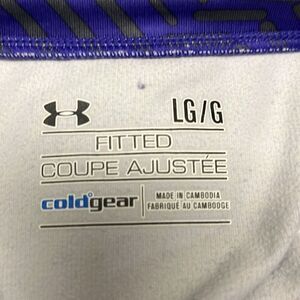 LG/G
FITTED
COUPE AJUSTÉE
coldgear
MADE IN CAMBODIA
FABRIQUÉ AU CAMBODGE